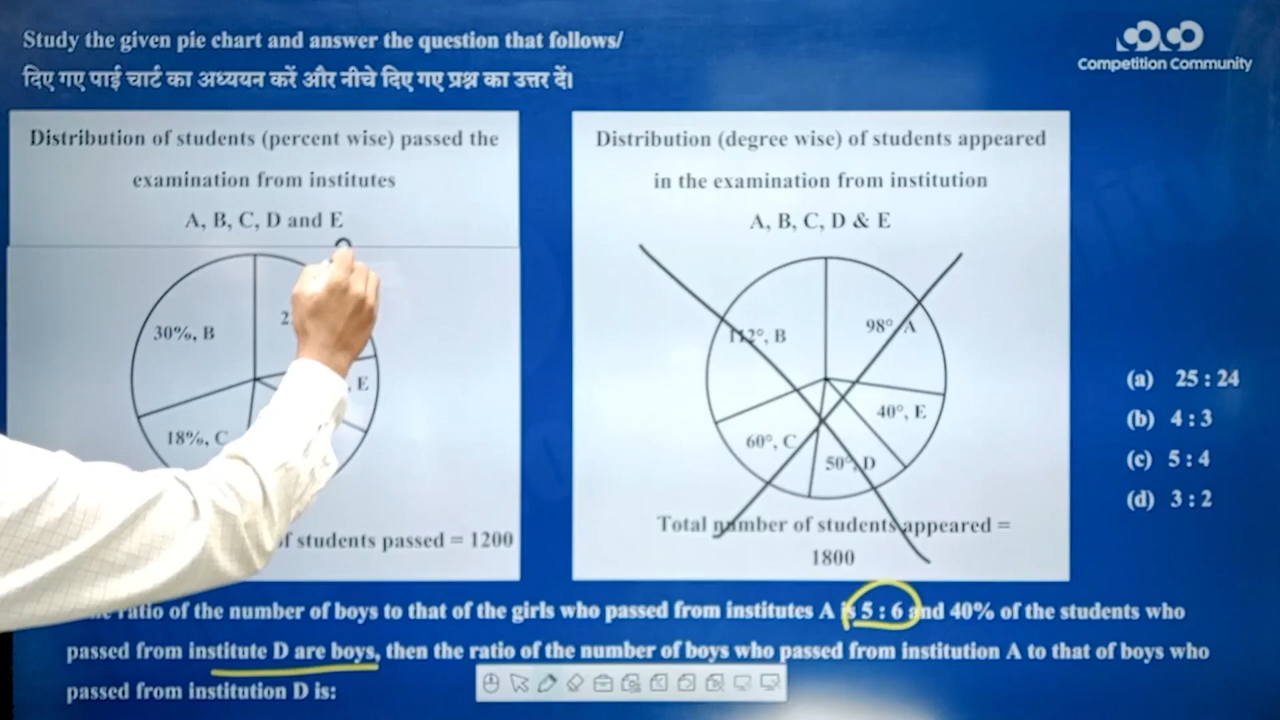 Study the given pie chart and answer the question that follows/
दिए गए पाई चार्ट का अध्ययन करें और नीचे दिए गए प्रश्न का उत्तर दें।
Competition Community
Distribution of students (percent wise) passed the
examination from institutes
A, B, C, D and E
30%, B
, E
18%, C
students passed = 1200
Distribution (degree wise) of students appeared
in the examination from institution
A, B, C, D & E
112°, B
98° A
40°, E
60°, C
50°, D
Total number of students appeared =
1800
(a) 25 : 24
(b) 4 : 3
(c) 5 : 4
(d) 3 : 2
ratio of the number of boys to that of the girls who passed from institutes A is 5 : 6 and 40% of the students who
passed from institute D are boys, then the ratio of the number of boys who passed from institution A to that of boys who
passed from institution D is: